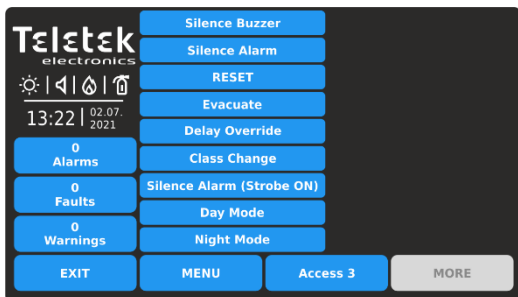 Teletek
electronics
13:22 | 02.07.
2021
0
Alarms
0
Faults
0
Warnings
Silence Buzzer
Silence Alarm
RESET
Evacuate
Delay Override
Class Change
Silence Alarm (Strobe ON)
Day Mode
Night Mode
EXIT
MENU
Access 3
MORE